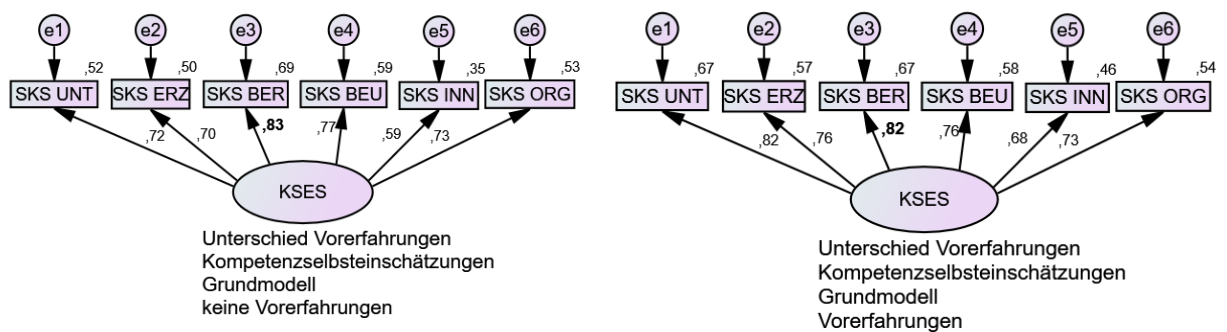 e1 e2 e3 e4 e5 e6
,52 ,50 ,69 ,59 ,35 ,53
SKS UNT SKS ERZ SKS BER SKS BEU SKS INN SKS ORG
,72 ,70 ,83 ,77 ,59 ,73
KSES
Unterschied Vorerfahrungen
Kompetenzselbsteinschätzungen
Grundmodell
keine Vorerfahrungen
e1 e2 e3 e4 e5 e6
,67 ,57 ,67 ,58 ,46 ,54
SKS UNT SKS ERZ SKS BER SKS BEU SKS INN SKS ORG
,82 ,76 ,82 ,76 ,68 ,73
KSES
Unterschied Vorerfahrungen
Kompetenzselbsteinschätzungen
Grundmodell
Vorerfahrungen